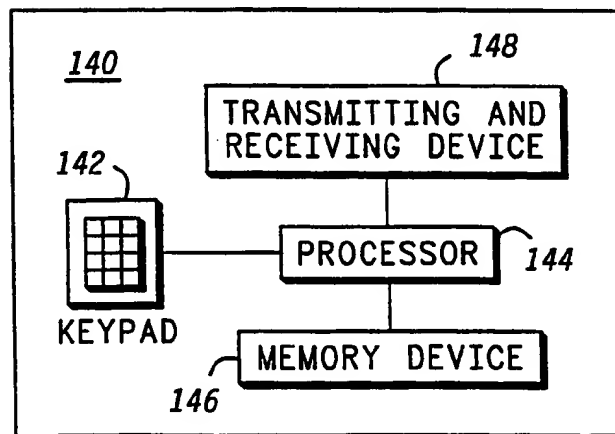 140
148
TRANSMITTING AND
RECEIVING DEVICE
142
PROCESSOR
144
KEYPAD
MEMORY DEVICE
146